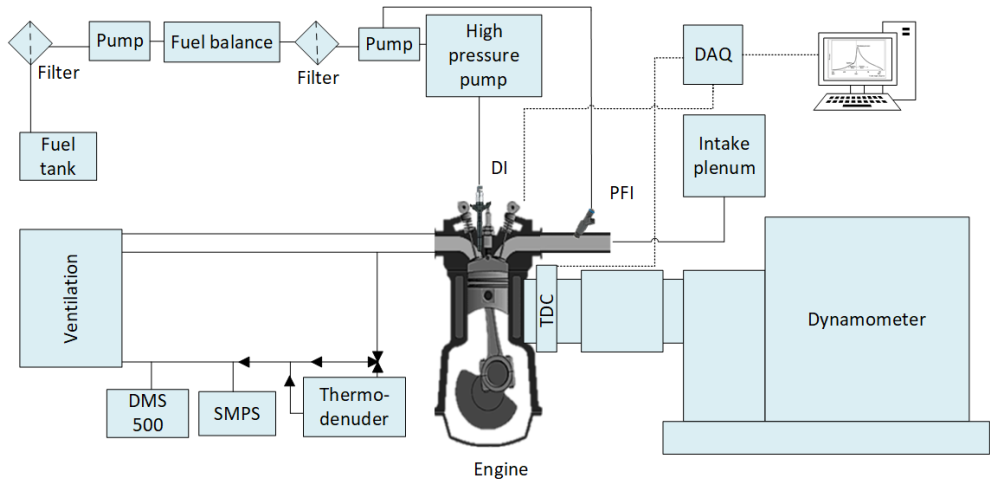 Pump
Fuel balance
Pump
High
pressure
pump
DAQ
Filter
Filter
Fuel
tank
Intake
plenum
DI
PFI
Ventilation
TDC
Dynamometer
DMS
500
SMPS
Thermo-
denuder
Engine